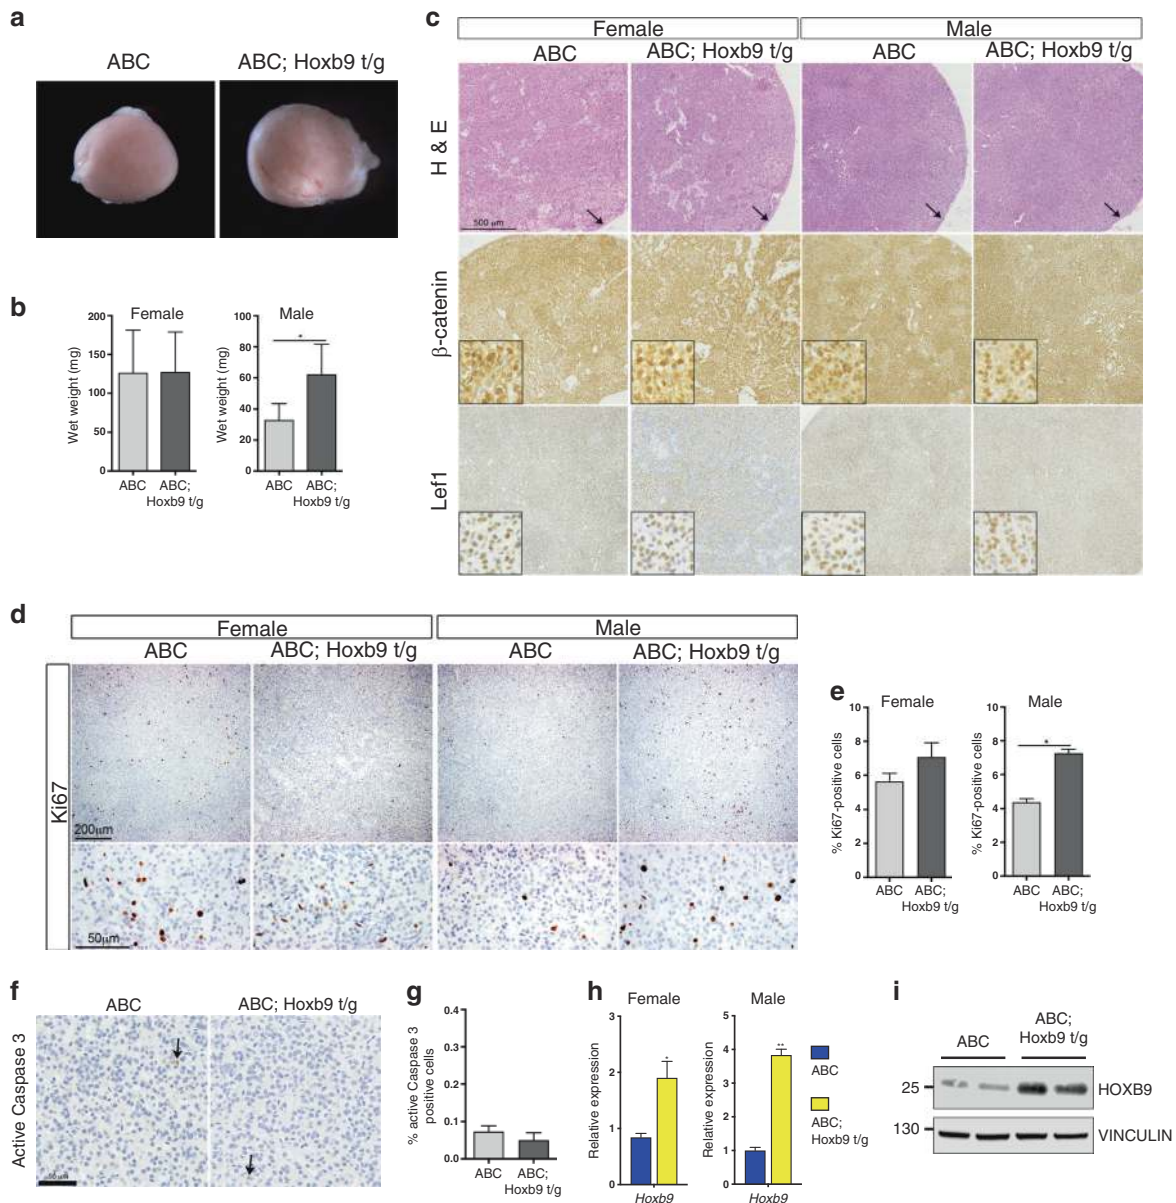 a
ABC
ABC; Hoxb9 t/g
b
Female
Wet weight (mg)
200
150
100
50
0
ABC
ABC;
Hoxb9 t/g
Male
Wet weight (mg)
100
80
60
40
20
0
*
ABC
ABC;
Hoxb9 t/g
c
Female
Male
ABC
ABC; Hoxb9 t/g
ABC
ABC; Hoxb9 t/g
H & E
500 µm
β-catenin
Lef1
d
Female
Male
ABC
ABC; Hoxb9 t/g
ABC
ABC; Hoxb9 t/g
Ki67
200µm
50µm
e
Female
% Ki67-positive cells
10
8
6
4
2
0
ABC
ABC;
Hoxb9 t/g
Male
% Ki67-positive cells
10
8
6
4
2
0
*
ABC
ABC;
Hoxb9 t/g
f
ABC
ABC; Hoxb9 t/g
Active Caspase 3
g
% active Caspase 3
positive cells
0.4
0.3
0.2
0.1
0.0
ABC
ABC;
Hoxb9 t/g
h
Female
Relative expression
3
2
1
0
*
Hoxb9
Male
Relative expression
5
4
3
2
1
0
**
Hoxb9
ABC
ABC;
Hoxb9 t/g
i
ABC
ABC;
Hoxb9 t/g
25
HOXB9
130
VINCULIN